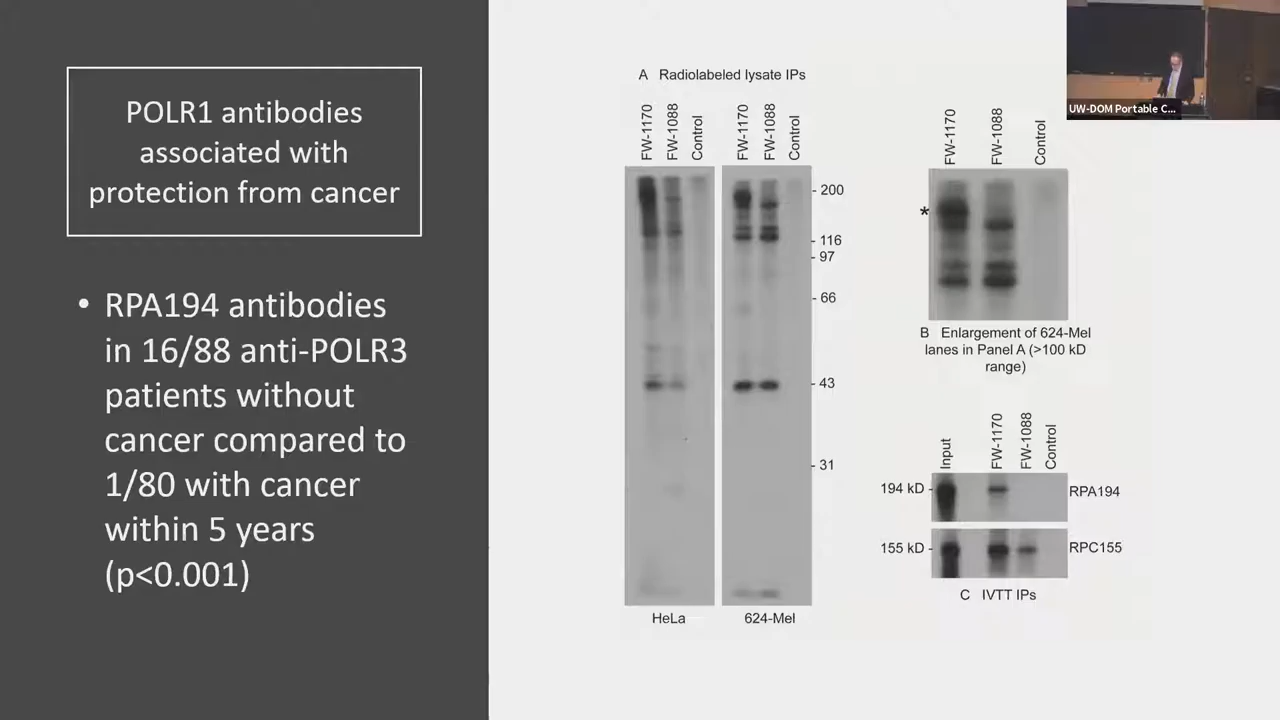 POLR1 antibodies
associated with
protection from cancer
• RPA194 antibodies
in 16/88 anti-POLR3
patients without
cancer compared to
1/80 with cancer
within 5 years
(p<0.001)
A Radiolabeled lysate IPs
FW-1170
FW-1088
Control
FW-1170
FW-1088
Control
- 200
- 116
- 97
- 66
- 43
- 31
HeLa
624-Mel
FW-1170
FW-1088
Control
*
B Enlargement of 624-Mel
lanes in Panel A (>100 kD
range)
Input
FW-1170
FW-1088
Control
194 kD -
RPA194
155 kD -
RPC155
C IVTT IPs
UW-DOM Portable C...